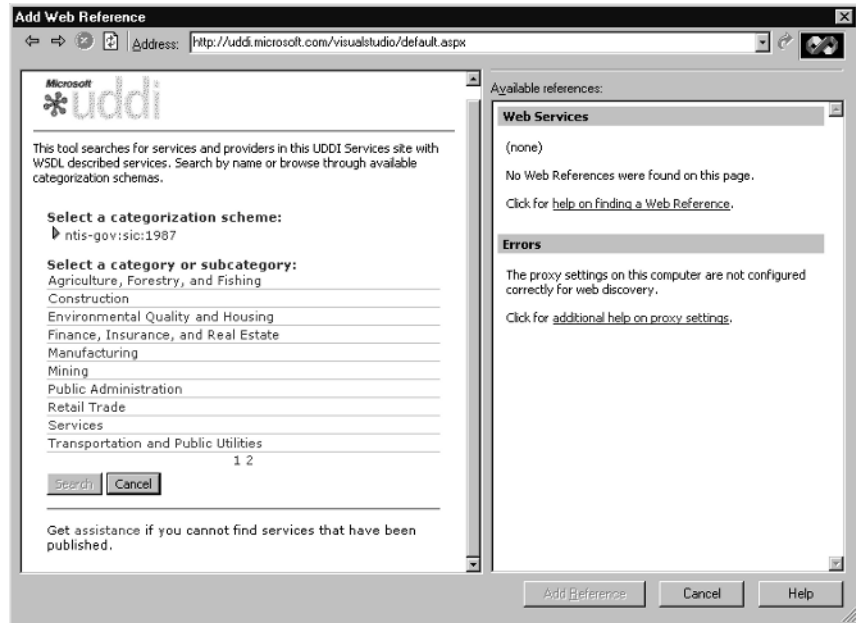 Add Web Reference
Address: http://uddi.microsoft.com/visualstudio/default.aspx
Microsoft
uddi
This tool searches for services and providers in this UDDI Services site with
WSDL described services. Search by name or browse through available
categorization schemas.
Select a categorization scheme:
ntis-gov:sic:1987
Select a category or subcategory:
Agriculture, Forestry, and Fishing
Construction
Environmental Quality and Housing
Finance, Insurance, and Real Estate
Manufacturing
Mining
Public Administration
Retail Trade
Services
Transportation and Public Utilities
1 2
Search Cancel
Get assistance if you cannot find services that have been
published.
Available references:
Web Services
(none)
No Web References were found on this page.
Click for help on finding a Web Reference.
Errors
The proxy settings on this computer are not configured
correctly for web discovery.
Click for additional help on proxy settings.
Add Reference Cancel Help